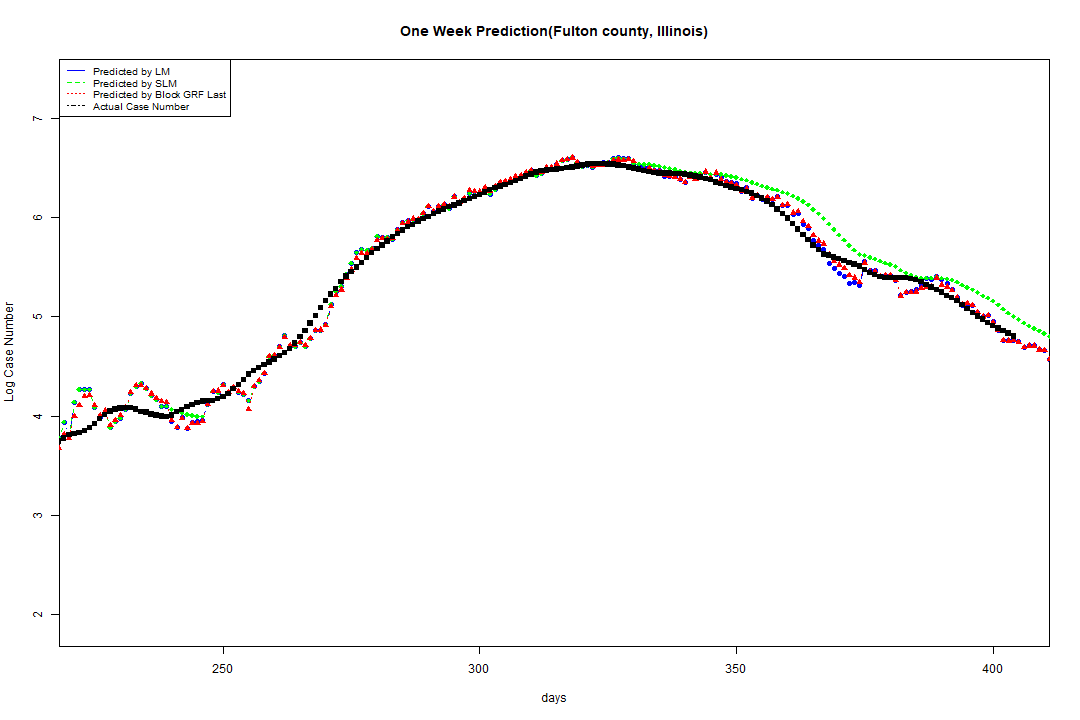 One Week Prediction(Fulton county, Illinois)
Predicted by LM
Predicted by SLM
Predicted by Block GRF Last
Actual Case Number
7
6
5
4
3
2
Log Case Number
250 300 350 400
days